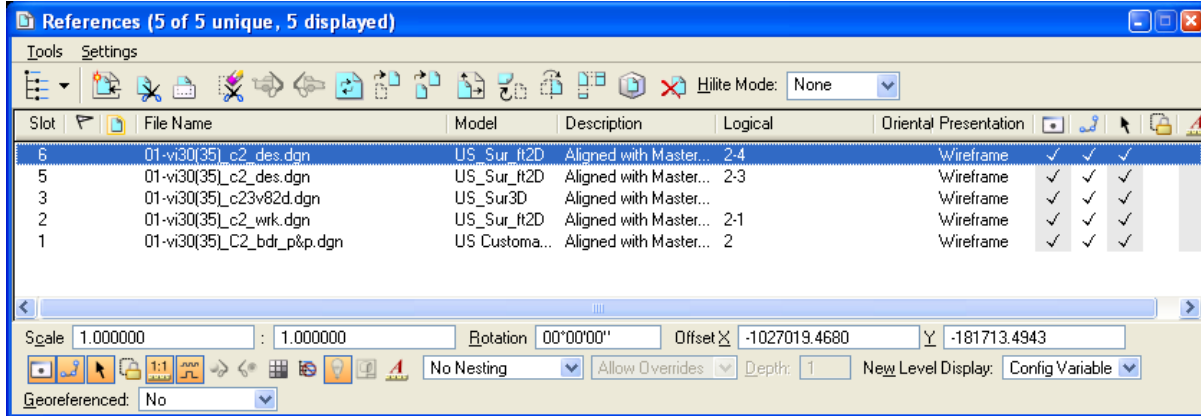 References (5 of 5 unique, 5 displayed)
Tools Settings
Hilite Mode: None
Slot File Name Model Description Logical Oriental Presentation
6 01-vi30(35)_c2_des.dgn US_Sur_ft2D Aligned with Master... 2-4 Wireframe
5 01-vi30(35)_c2_des.dgn US_Sur_ft2D Aligned with Master... 2-3 Wireframe
3 01-vi30(35)_c23v82d.dgn US_Sur3D Aligned with Master... Wireframe
2 01-vi30(35)_c2_wrk.dgn US_Sur_ft2D Aligned with Master... 2-1 Wireframe
1 01-vi30(35)_C2_bdr_p&p.dgn US Customa... Aligned with Master... 2 Wireframe
Scale 1.000000 : 1.000000 Rotation 00°00'00" Offset X -1027019.4680 Y -181713.4943
1:1 No Nesting Allow Overrides Depth: 1 New Level Display: Config Variable
Georeferenced: No